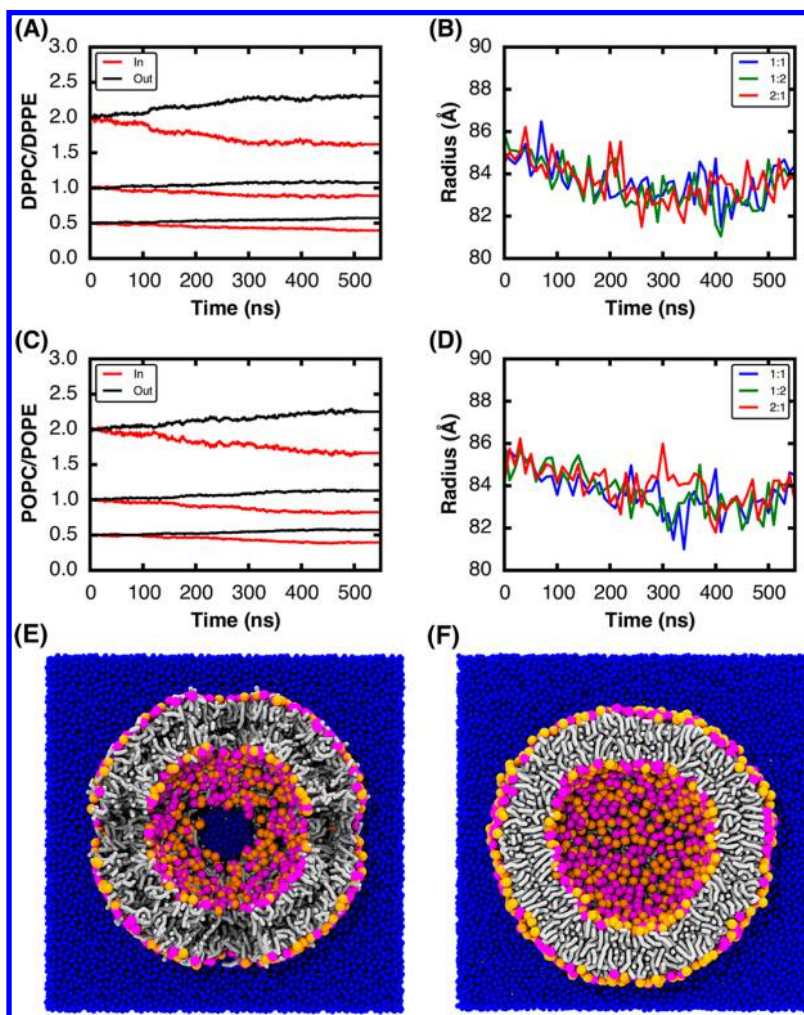 (A)
In
Out
3.0
2.5
2.0
1.5
1.0
0.5
0.0
DPPC/DPPE
0 100 200 300 400 500
Time (ns)
(B)
1:1
1:2
2:1
90
88
86
84
82
80
Radius (Å)
0 100 200 300 400 500
Time (ns)
(C)
In
Out
3.0
2.5
2.0
1.5
1.0
0.5
0.0
POPC/POPE
0 100 200 300 400 500
Time (ns)
(D)
1:1
1:2
2:1
90
88
86
84
82
80
Radius (Å)
0 100 200 300 400 500
Time (ns)
(E)
(F)